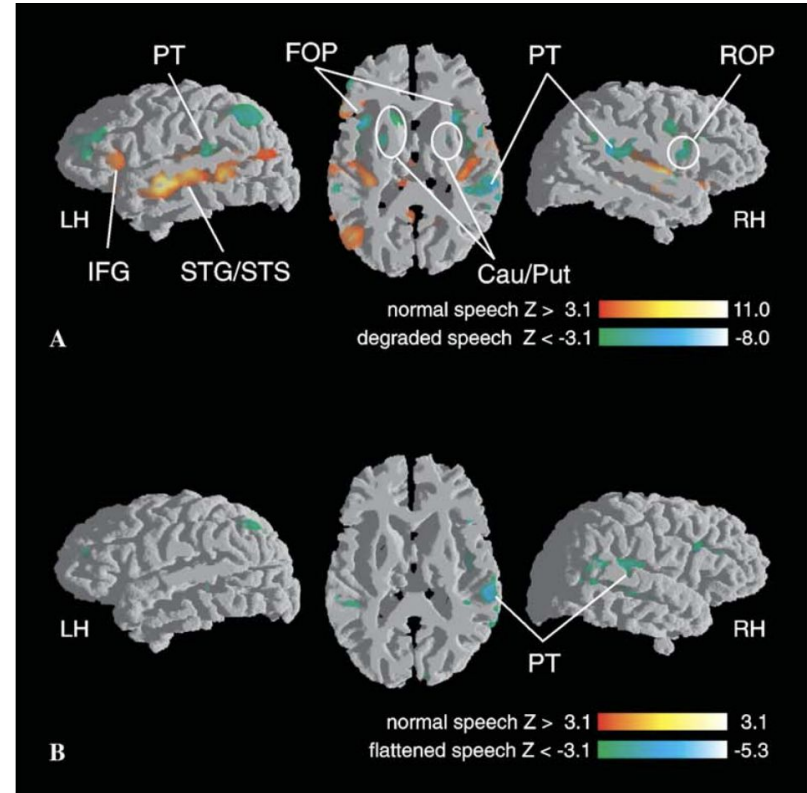 PT FOP PT ROP
LH RH
IFG STG/STS Cau/Put
normal speech Z > 3.1 11.0
A degraded speech Z < -3.1 -8.0
LH RH
PT
normal speech Z > 3.1 3.1
B flattened speech Z < -3.1 -5.3